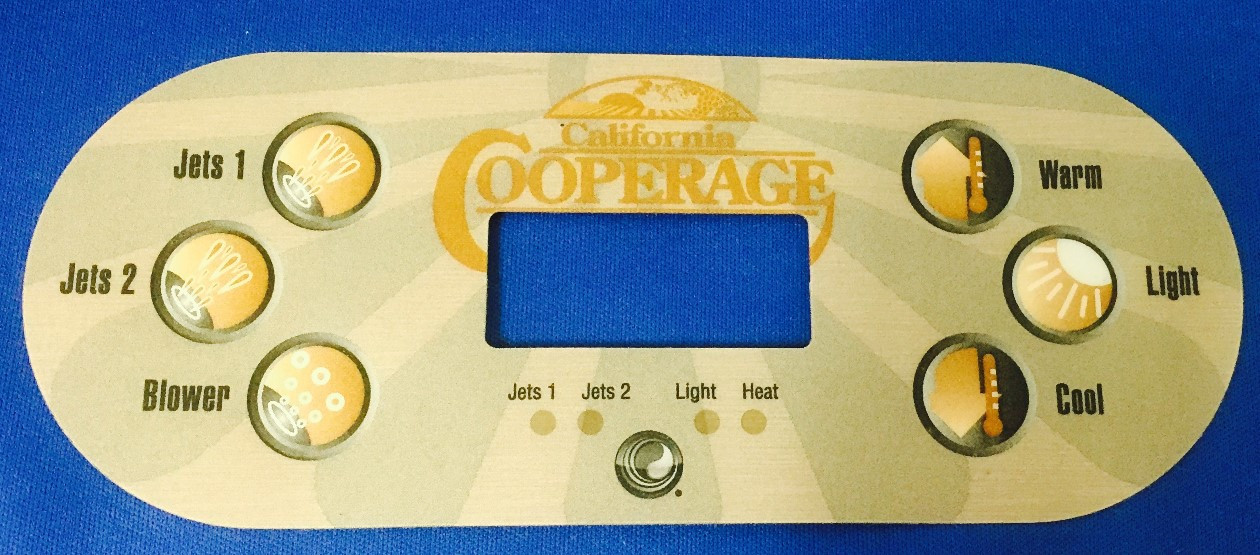 California
COOPERAGE
Jets 1
Warm
Jets 2
Light
Blower
Cool
Jets 1 Jets 2 Light Heat